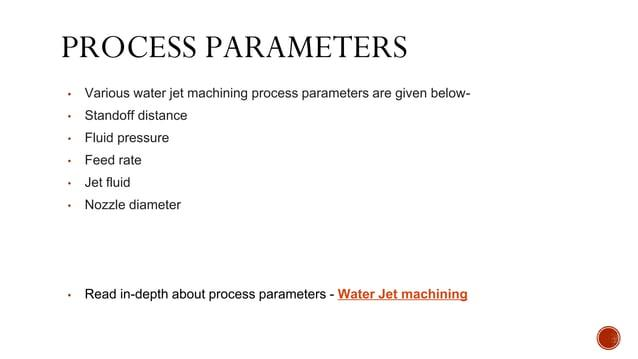 PROCESS PARAMETERS
• Various water jet machining process parameters are given below-
• Standoff distance
• Fluid pressure
• Feed rate
• Jet fluid
• Nozzle diameter
• Read in-depth about process parameters - Water Jet machining